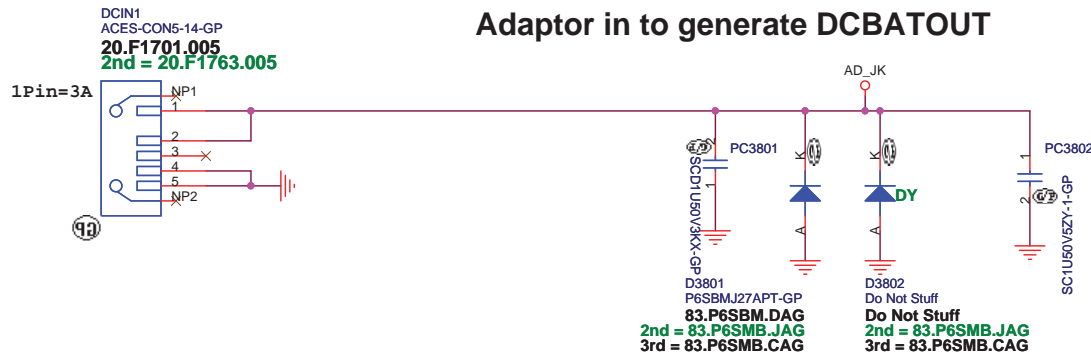 Adaptor in to generate DCBATOUT
DCIN1
ACES-CON5-14-GP
20.F1701.005
2nd = 20.F1763.005
1Pin=3A
NP1
1
2
3
4
5
NP2
GP
AD_JK
2
PC3801
1
SCD1U50V3KX-GP
K
A
K
DY
A
1
PC3802
2
SC1U50V5ZY-1-GP
D3801
P6SBMJ27APT-GP
83.P6SBM.DAG
2nd = 83.P6SMB.JAG
3rd = 83.P6SMB.CAG
D3802
Do Not Stuff
Do Not Stuff
2nd = 83.P6SMB.JAG
3rd = 83.P6SMB.CAG